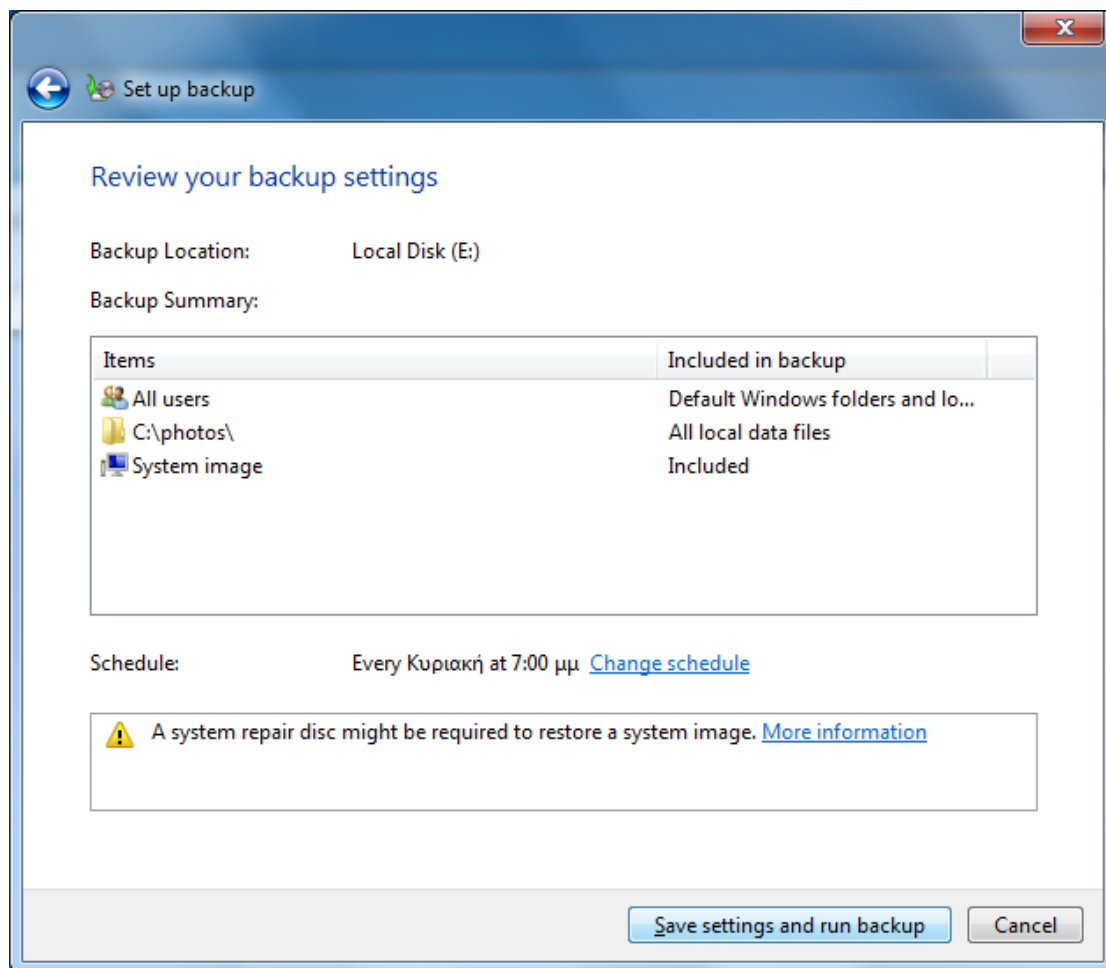 Set up backup
Review your backup settings
Backup Location: Local Disk (E:)
Backup Summary:
Items Included in backup
All users Default Windows folders and lo...
C:\photos\ All local data files
System image Included
Schedule: Every Κυριακή at 7:00 μμ Change schedule
A system repair disc might be required to restore a system image. More information
Save settings and run backup Cancel